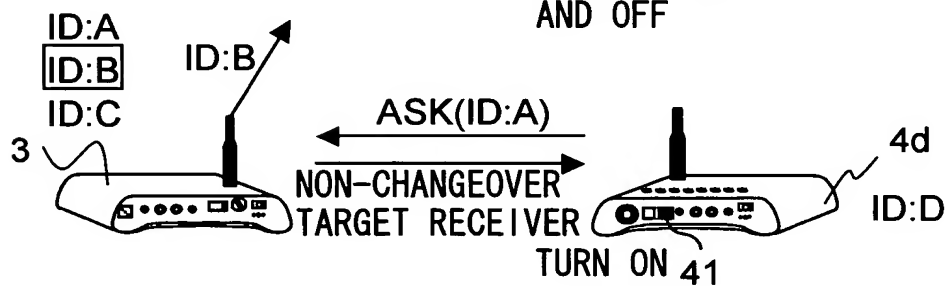 AND OFF
ID:A
ID:B
ID:C
ID:B
ASK(ID:A)
3
4d
NON-CHANGEOVER
TARGET RECEIVER
ID:D
TURN ON
41